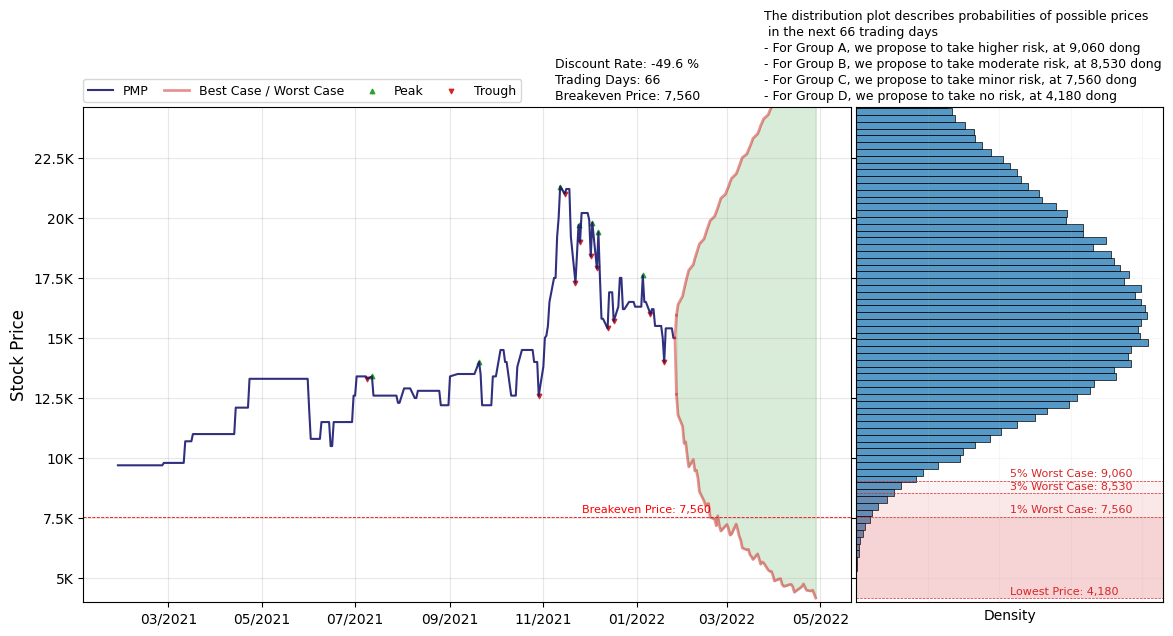 The distribution plot describes probabilities of possible prices
in the next 66 trading days
- For Group A, we propose to take higher risk, at 9,060 dong
- For Group B, we propose to take moderate risk, at 8,530 dong
- For Group C, we propose to take minor risk, at 7,560 dong
- For Group D, we propose to take no risk, at 4,180 dong
Discount Rate: -49.6 %
Trading Days: 66
Breakeven Price: 7,560
PMP
Best Case / Worst Case
Peak
Trough
Stock Price
22.5K
20K
17.5K
15K
12.5K
10K
7.5K
5K
Breakeven Price: 7,560
03/2021
05/2021
07/2021
09/2021
11/2021
01/2022
03/2022
05/2022
5% Worst Case: 9,060
3% Worst Case: 8,530
1% Worst Case: 7,560
Lowest Price: 4,180
Density